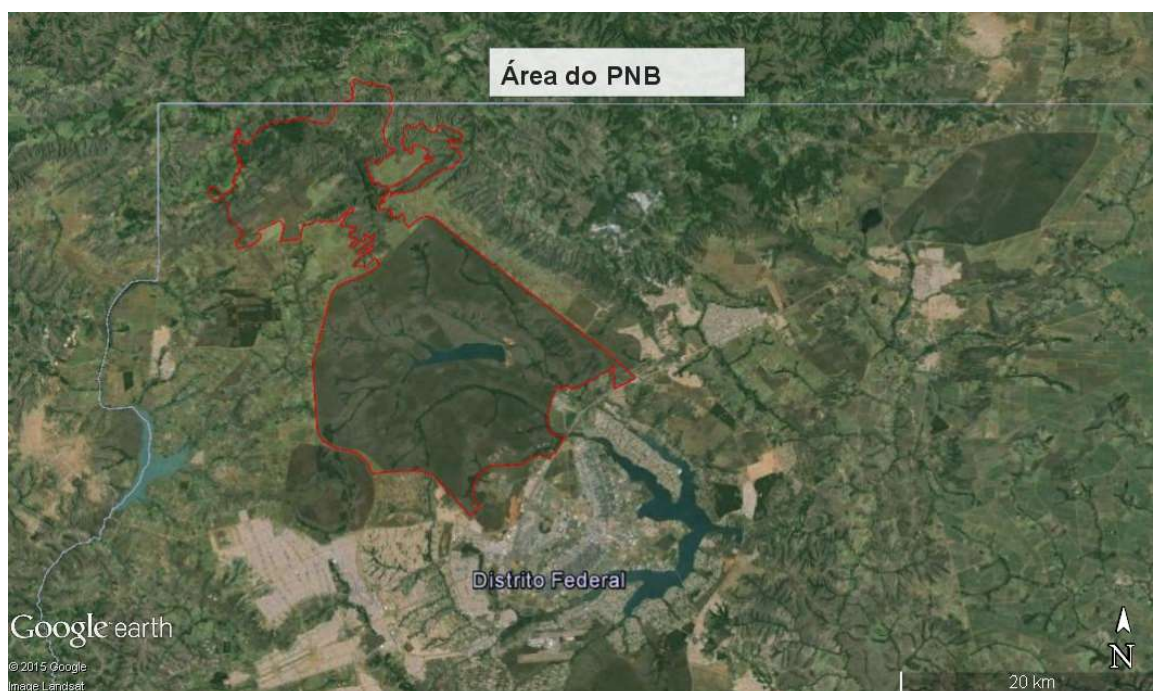 Área do PNB
Distrito Federal
Google earth
© 2015 Google
Image Landsat
N
20 km